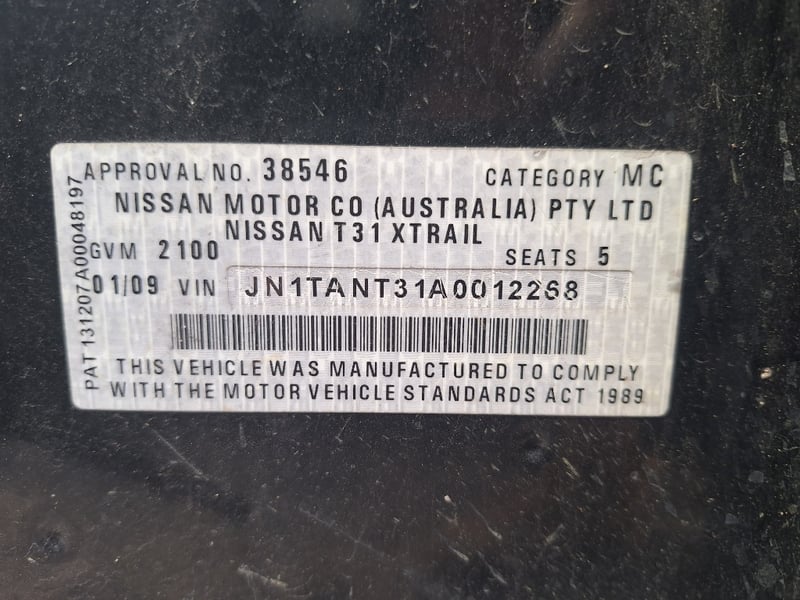 APPROVAL NO. 38546 CATEGORY MC
NISSAN MOTOR CO (AUSTRALIA) PTY LTD
NISSAN T31 XTRAIL
GVM 2100 SEATS 5
01/09 VIN JN1TANT31A0012268
THIS VEHICLE WAS MANUFACTURED TO COMPLY
WITH THE MOTOR VEHICLE STANDARDS ACT 1989
PAT 131207A00048197